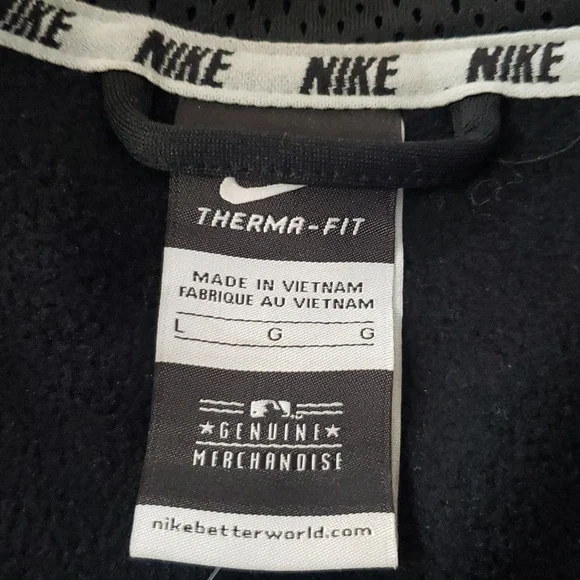 NIKE NIKE NIKE NIKE
THERMA-FIT
MADE IN VIETNAM
FABRIQUE AU VIETNAM
L G G
GENUINE
MERCHANDISE
nikebetterworld.com